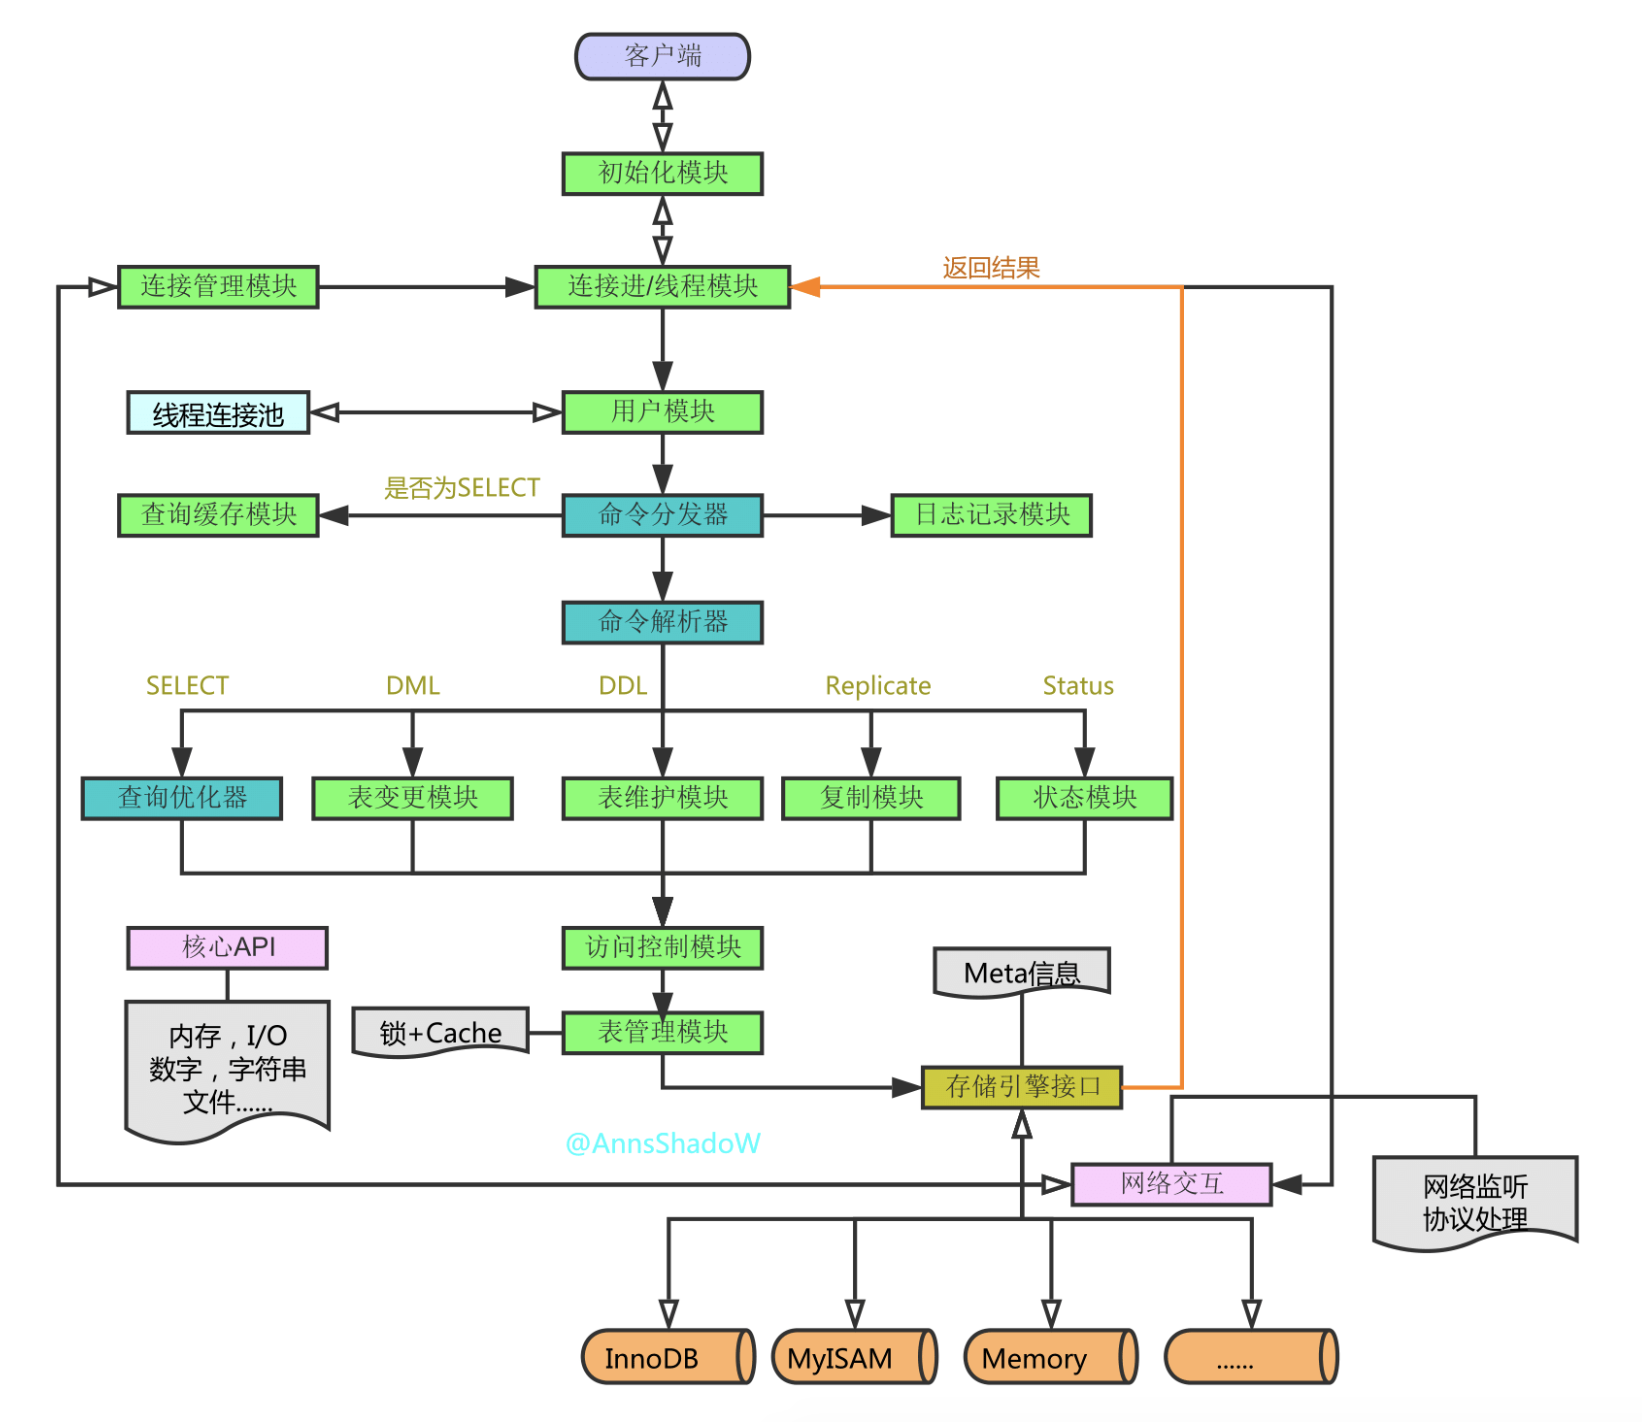 客户端
初始化模块
返回结果
连接管理模块
连接进/线程模块
线程连接池
用户模块
是否为SELECT
查询缓存模块
命令分发器
日志记录模块
命令解析器
SELECT
DML
DDL
Replicate
Status
查询优化器
表变更模块
表维护模块
复制模块
状态模块
核心API
访问控制模块
Meta信息
内存，I/O
数字，字符串
文件……
锁+Cache
表管理模块
存储引擎接口
@AnnsShadoW
网络交互
网络监听
协议处理
InnoDB
MyISAM
Memory
……